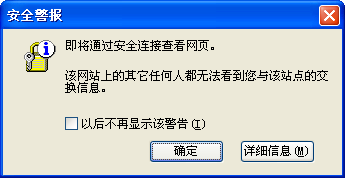 安全警报
即将通过安全连接查看网页。
该网站上的其它任何人都无法看到您与该站点的交
换信息。
以后不再显示该警告(I)
确定
详细信息(M)